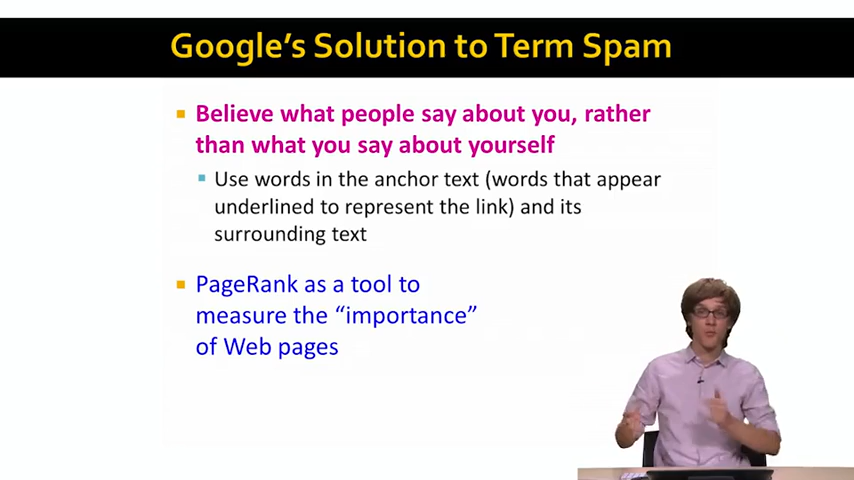 Google's Solution to Term Spam
Believe what people say about you, rather
than what you say about yourself
Use words in the anchor text (words that appear
underlined to represent the link) and its
surrounding text
PageRank as a tool to
measure the “importance”
of Web pages